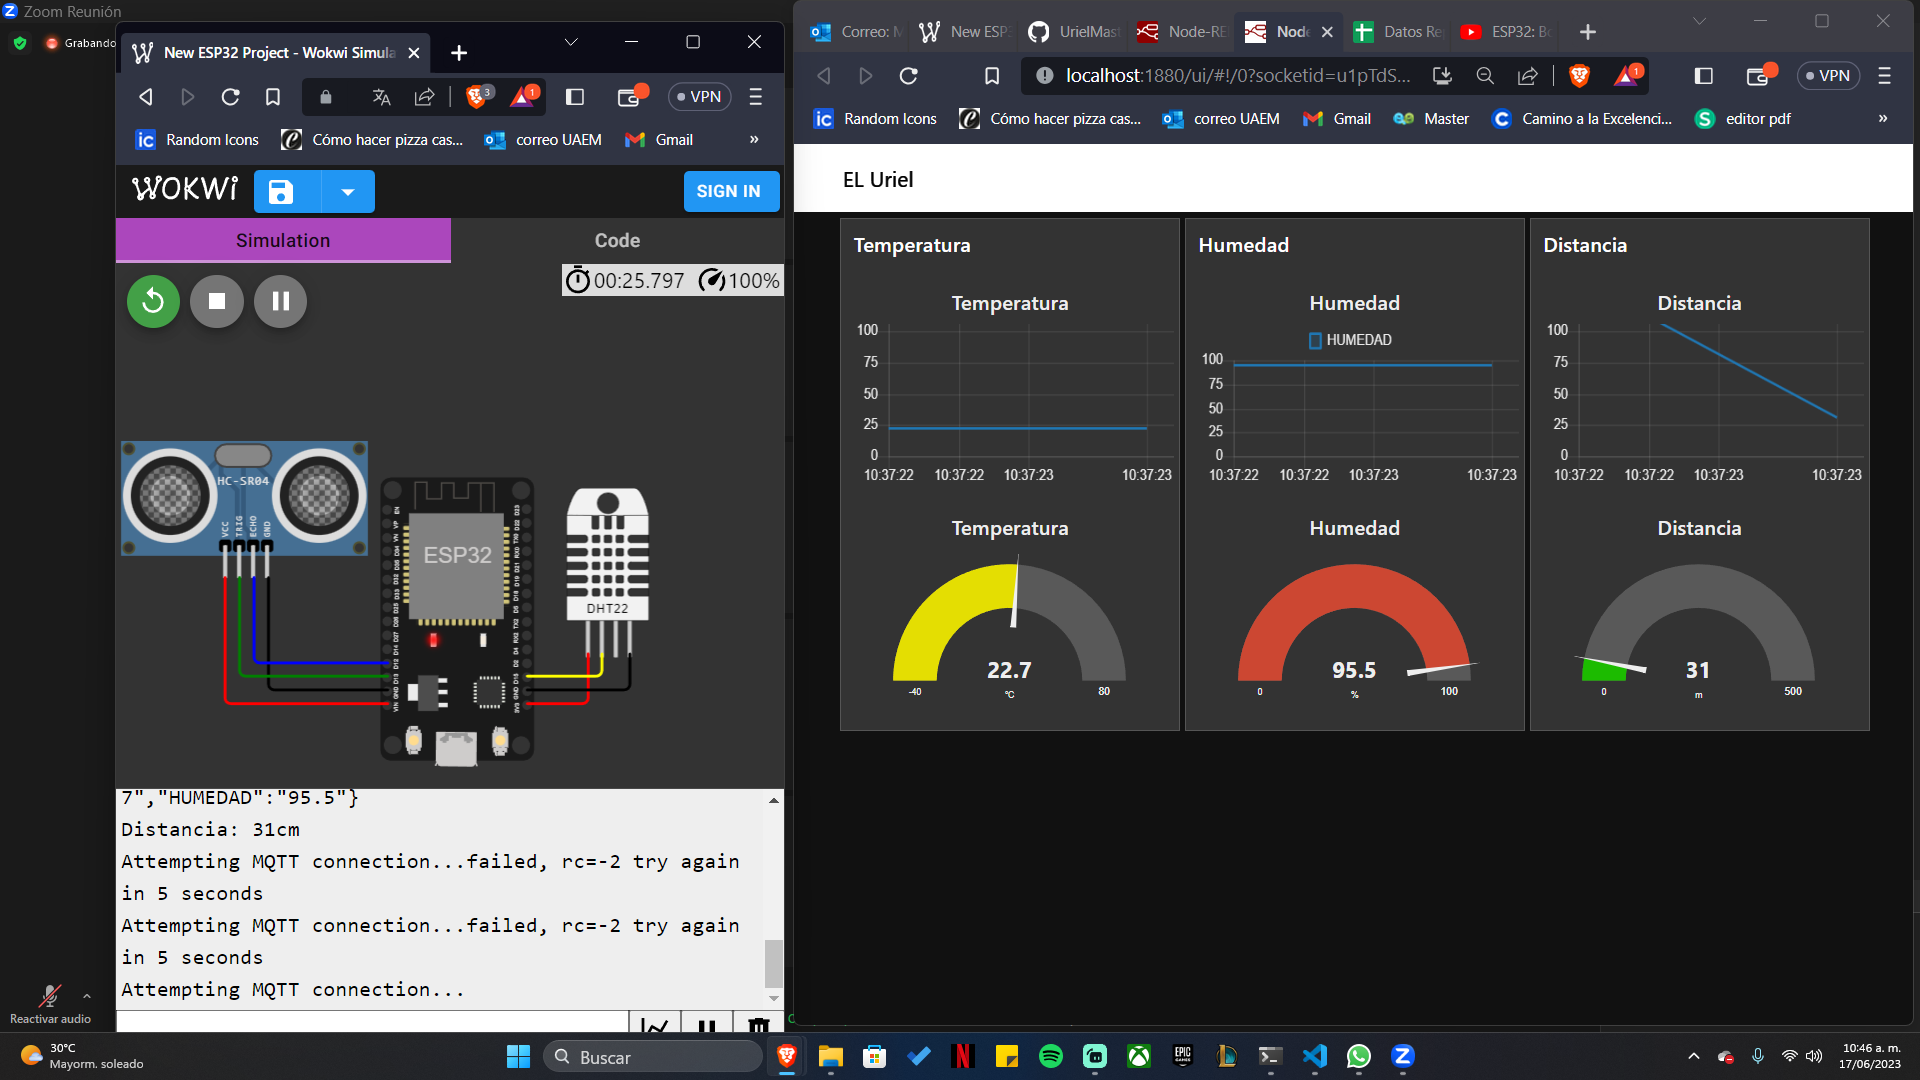 Zoom Reunión
Grabando
New ESP32 Project - Wokwi Simula
3
1
VPN
Random Icons
Cómo hacer pizza cas...
correo UAEM
Gmail
»
WOKWi
SIGN IN
Simulation
Code
00:25.797
100%
HC-SR04
VCC
TRIG
ECHO
GND
ESP32
DHT22
7","HUMEDAD":"95.5"}
Distancia: 31cm
Attempting MQTT connection...failed, rc=-2 try again
in 5 seconds
Attempting MQTT connection...failed, rc=-2 try again
in 5 seconds
Attempting MQTT connection...
Reactivar audio
Correo: M
New ESP3
UrielMast
Node-RE
Node
Datos Re
ESP32: Bo
localhost:1880/ui/#!/0?socketid=u1pTdS...
1
VPN
Random Icons
Cómo hacer pizza cas...
correo UAEM
Gmail
Master
Camino a la Excelenci...
editor pdf
»
EL Uriel
Temperatura
Temperatura
100
75
50
25
0
10:37:22
10:37:22
10:37:23
10:37:23
Temperatura
22.7
°C
-40
80
Humedad
Humedad
HUMEDAD
100
75
50
25
0
10:37:22
10:37:22
10:37:23
10:37:23
Humedad
95.5
%
0
100
Distancia
Distancia
100
75
50
25
0
10:37:22
10:37:22
10:37:23
10:37:23
Distancia
31
m
0
500
30°C
Mayorm. soleado
Buscar
EPIC GAMES
10:46 a. m.
17/06/2023